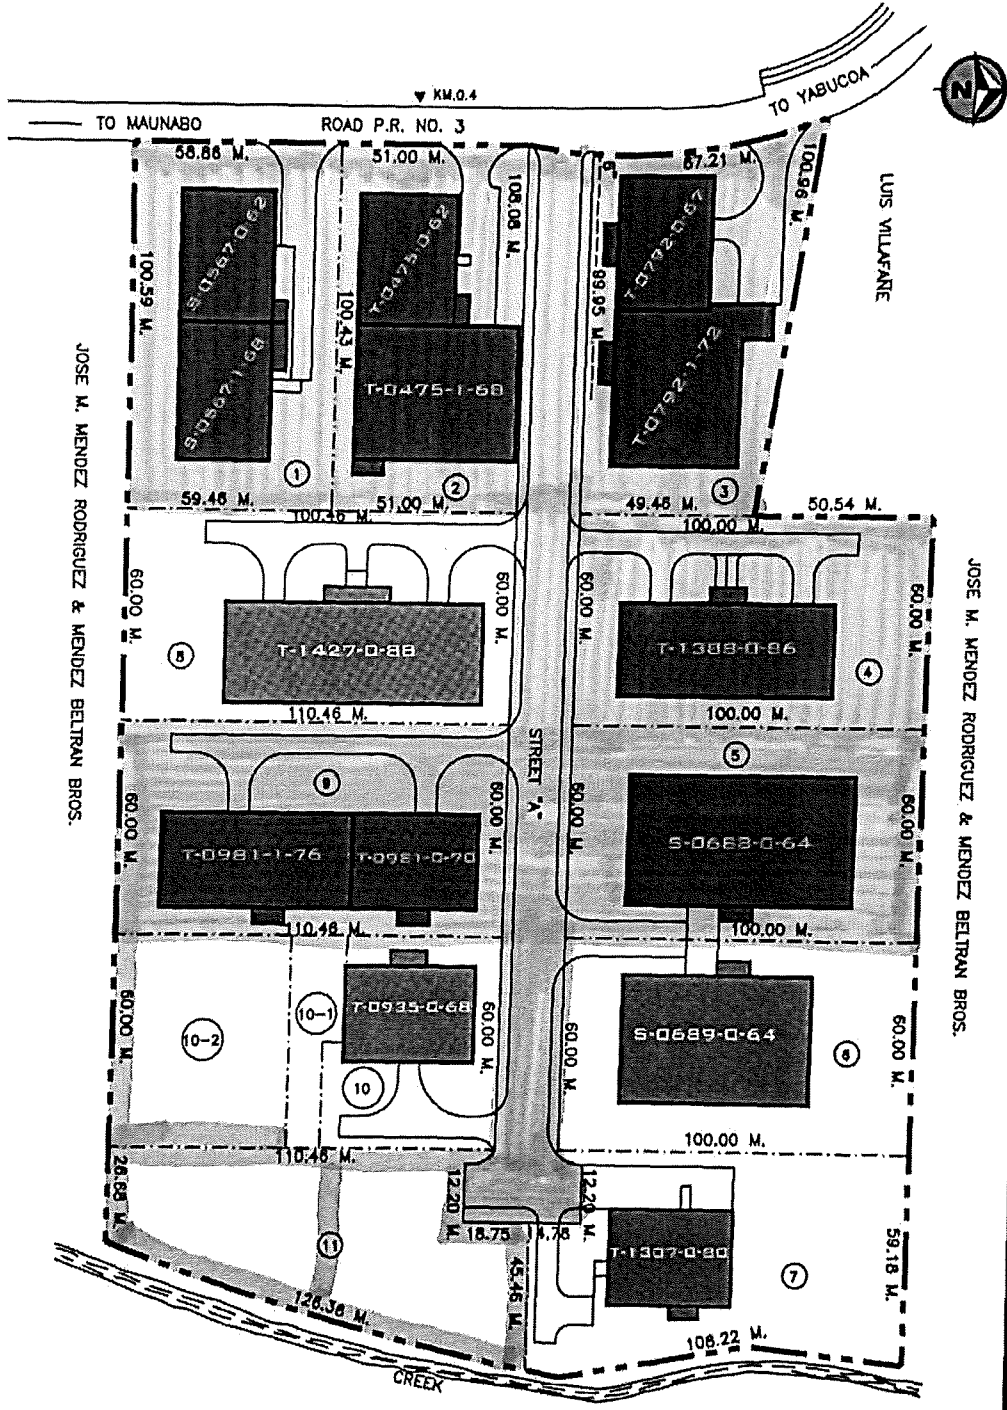 N
TO YABUCOA
▼ KM.0.4
TO MAUNABO
ROAD P.R. NO. 3
LUIS VILLAFAÑE
58.86 M.
51.00 M.
67.21 M.
100.96 M.
108.08 M.
99.95 M.
100.59 M.
100.43 M.
S-0567-0-62
S-0567-1-68
T-0475-0-62
T-0475-1-68
T-0792-0-67
T-0792-1-72
1
2
3
59.46 M.
51.00 M.
49.46 M.
50.54 M.
100.46 M.
100.00 M.
JOSE M. MENDEZ RODRIGUEZ & MENDEZ BELTRAN BROS.
JOSE M. MENDEZ RODRIGUEZ & MENDEZ BELTRAN BROS.
60.00 M.
60.00 M.
60.00 M.
60.00 M.
T-1427-0-88
T-1388-0-86
8
4
110.46 M.
100.00 M.
STREET "A"
9
5
60.00 M.
60.00 M.
60.00 M.
60.00 M.
T-0981-1-76
T-0981-0-70
S-0688-0-64
110.46 M.
100.00 M.
60.00 M.
60.00 M.
60.00 M.
60.00 M.
T-0935-0-68
S-0689-0-64
10-2
10-1
10
6
110.46 M.
100.00 M.
26.68 M.
12.20 M.
12.20 M.
59.18 M.
18.75
14.76
T-1307-0-80
11
7
45.46 M.
126.36 M.
108.22 M.
CREEK